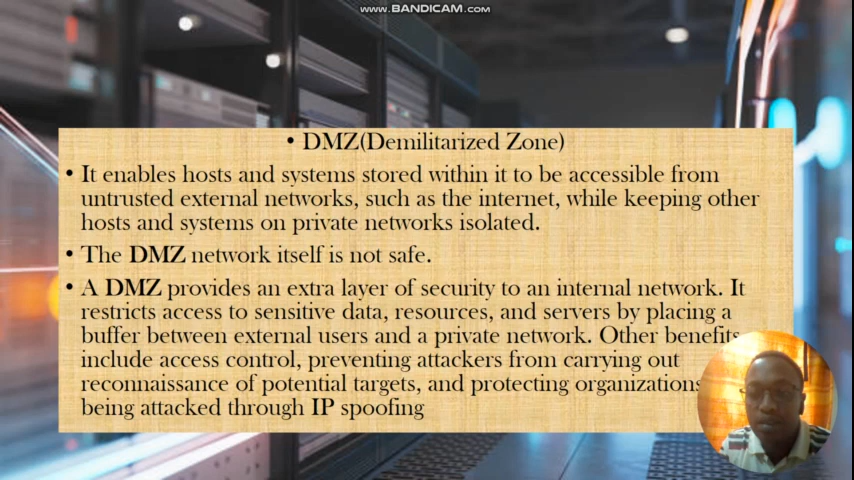 WWW.BANDICAM.COM
• DMZ(Demilitarized Zone)
• It enables hosts and systems stored within it to be accessible from
untrusted external networks, such as the internet, while keeping other
hosts and systems on private networks isolated.
• The DMZ network itself is not safe.
• A DMZ provides an extra layer of security to an internal network. It
restricts access to sensitive data, resources, and servers by placing a
buffer between external users and a private network. Other benefits
include access control, preventing attackers from carrying out
reconnaissance of potential targets, and protecting organizations
being attacked through IP spoofing